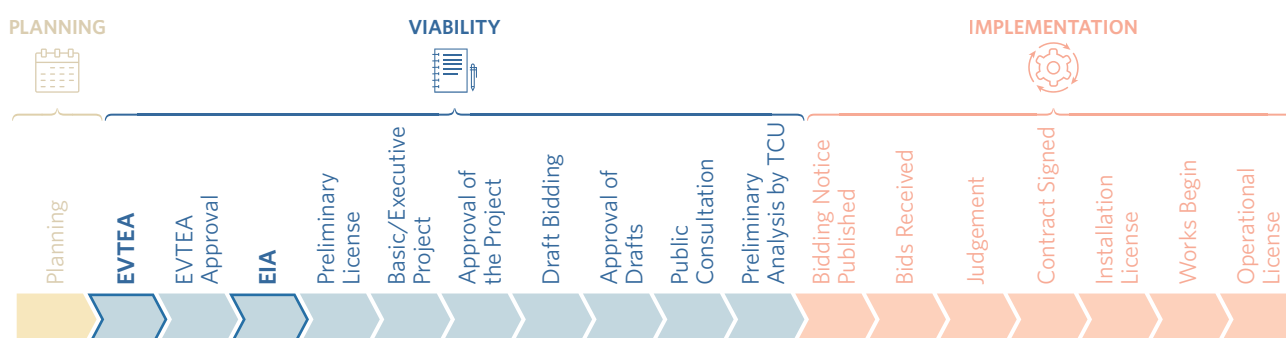 PLANNING
VIABILITY
IMPLEMENTATION
Planning
EVTEA
EVTEA
Approval
EIA
Preliminary
License
Basic/Executive
Project
Approval of
the Project
Draft Bidding
Approval of
Drafts
Public
Consultation
Preliminary
Analysis by TCU
Bidding Notice
Published
Bids Received
Judgement
Contract Signed
Installation
License
Works Begin
Operational
License